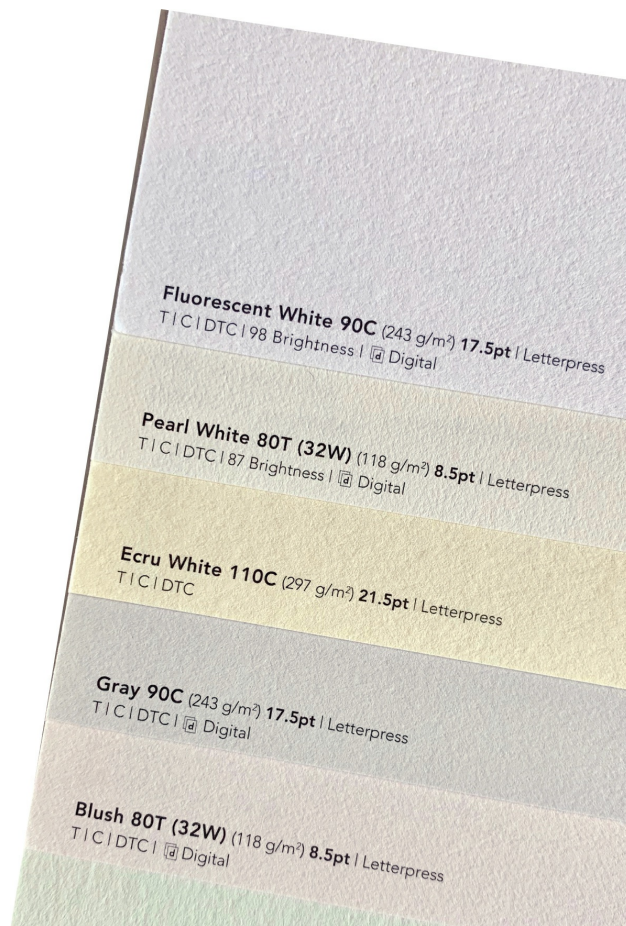 Fluorescent White 90C (243 g/m²) 17.5pt | Letterpress
T | C | DTC | 98 Brightness | d Digital
Pearl White 80T (32W) (118 g/m²) 8.5pt | Letterpress
T | C | DTC | 87 Brightness | d Digital
Ecru White 110C (297 g/m²) 21.5pt | Letterpress
T | C | DTC
Gray 90C (243 g/m²) 17.5pt | Letterpress
T | C | DTC | d Digital
Blush 80T (32W) (118 g/m²) 8.5pt | Letterpress
T | C | DTC | d Digital